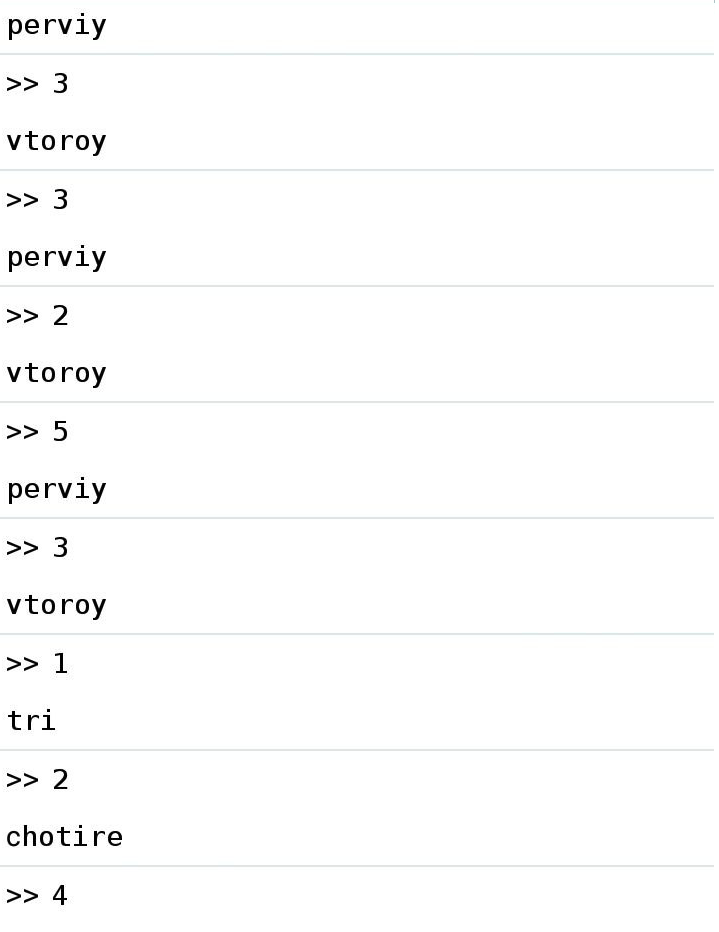 perviy
>> 3
vtoroy
>> 3
perviy
>> 2
vtoroy
>> 5
perviy
>> 3
vtoroy
>> 1
tri
>> 2
chotire
>> 4